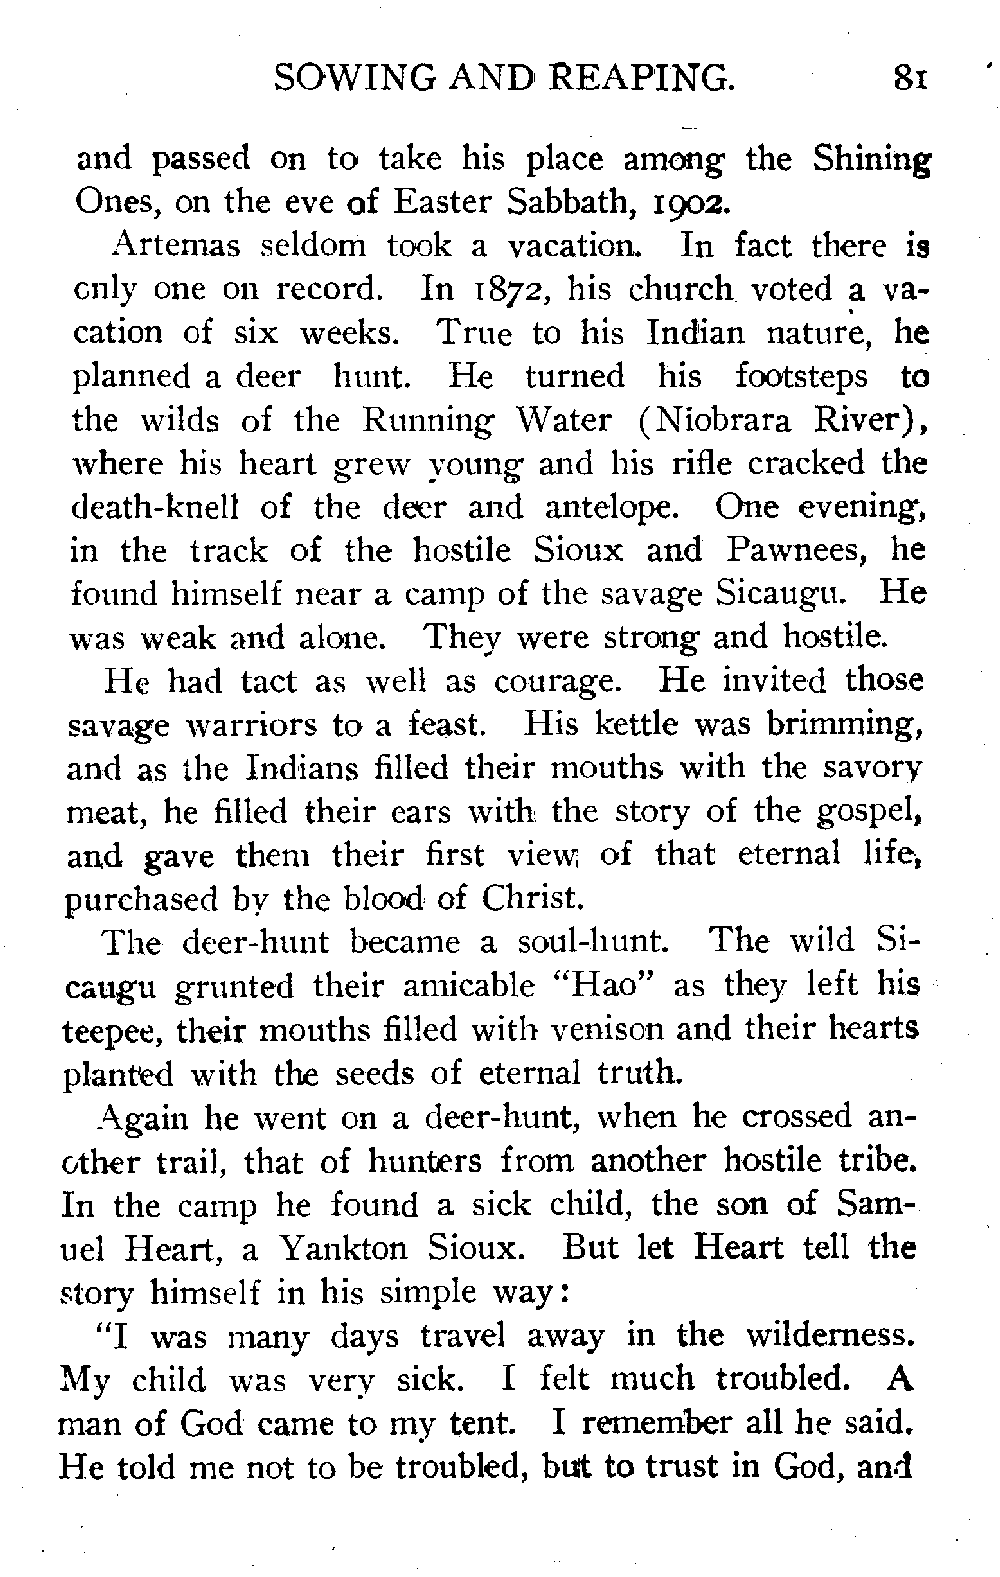 SOWING AND REAPING. 81
and passed on to take his place among the Shining
Ones, on the eve of Easter Sabbath, 1902.
Artemas seldom took a vacation. In fact there is
only one on record. In 1872, his church voted a va-
cation of six weeks. True to his Indian nature, he
planned a deer hunt. He turned his footsteps to
the wilds of the Running Water (Niobrara River),
where his heart grew young and his rifle cracked the
death-knell of the deer and antelope. One evening,
in the track of the hostile Sioux and Pawnees, he
found himself near a camp of the savage Sicaugu. He
was weak and alone. They were strong and hostile.
He had tact as well as courage. He invited those
savage warriors to a feast. His kettle was brimming,
and as the Indians filled their mouths with the savory
meat, he filled their ears with the story of the gospel,
and gave them their first view of that eternal life,
purchased by the blood of Christ.
The deer-hunt became a soul-hunt. The wild Si-
caugu grunted their amicable "Hao" as they left his
teepee, their mouths filled with venison and their hearts
planted with the seeds of eternal truth.
Again he went on a deer-hunt, when he crossed an-
other trail, that of hunters from another hostile tribe.
In the camp he found a sick child, the son of Sam-
uel Heart, a Yankton Sioux. But let Heart tell the
story himself in his simple way:
"I was many days travel away in the wilderness.
My child was very sick. I felt much troubled. A
man of God came to my tent. I remember all he said.
He told me not to be troubled, but to trust in God, and